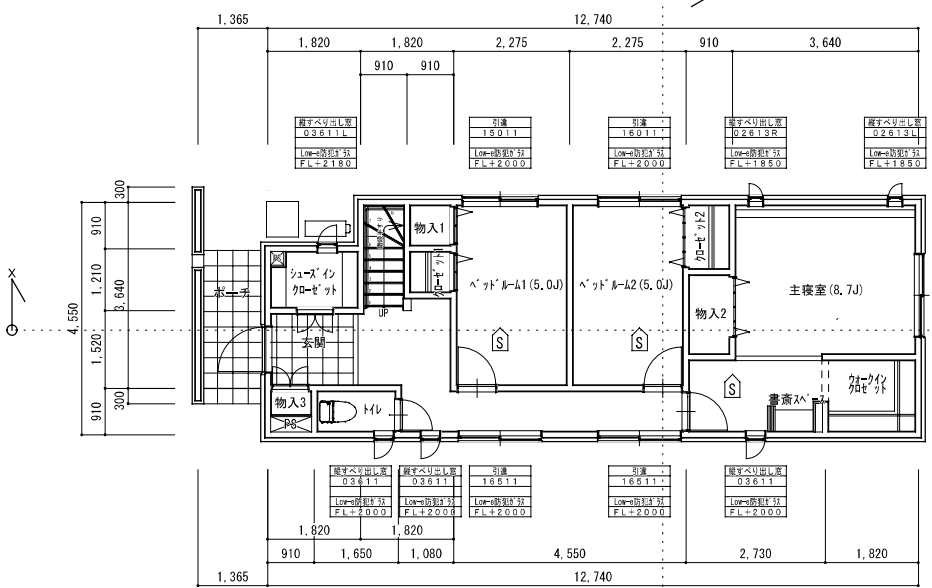 1,365
12,740
1,820
1,820
2,275
2,275
910
3,640
910
910
縦すべり出し窓
03611L
Low-e防犯ガラス
FL+2180
引違
15011
Low-e防犯ガラス
FL+2000
引違
16011
Low-e防犯ガラス
FL+2000
縦すべり出し窓
02613R
Low-e防犯ガラス
FL+1850
縦すべり出し窓
02613L
Low-e防犯ガラス
FL+1850
300
910
1,210
3,640
4,550
1,520
300
910
X
ポーチ
PS
シューズイン
クローゼット
玄関
物入3
PS
トイレ
UP
物入1
クローゼット1
ベッドルーム1(5.0J)
S
ベッドルーム2(5.0J)
S
クローゼット2
物入2
主寝室(8.7J)
S
書斎スペース
ウォークイン
クロゼット
縦すべり出し窓
03611
Low-e防犯ガラス
FL+2000
縦すべり出し窓
03611
Low-e防犯ガラス
FL+2000
引違
16511
Low-e防犯ガラス
FL+2000
引違
16511
Low-e防犯ガラス
FL+2000
縦すべり出し窓
03611
Low-e防犯ガラス
FL+2000
1,820
1,820
910
1,650
1,080
4,550
2,730
1,820
1,365
12,740